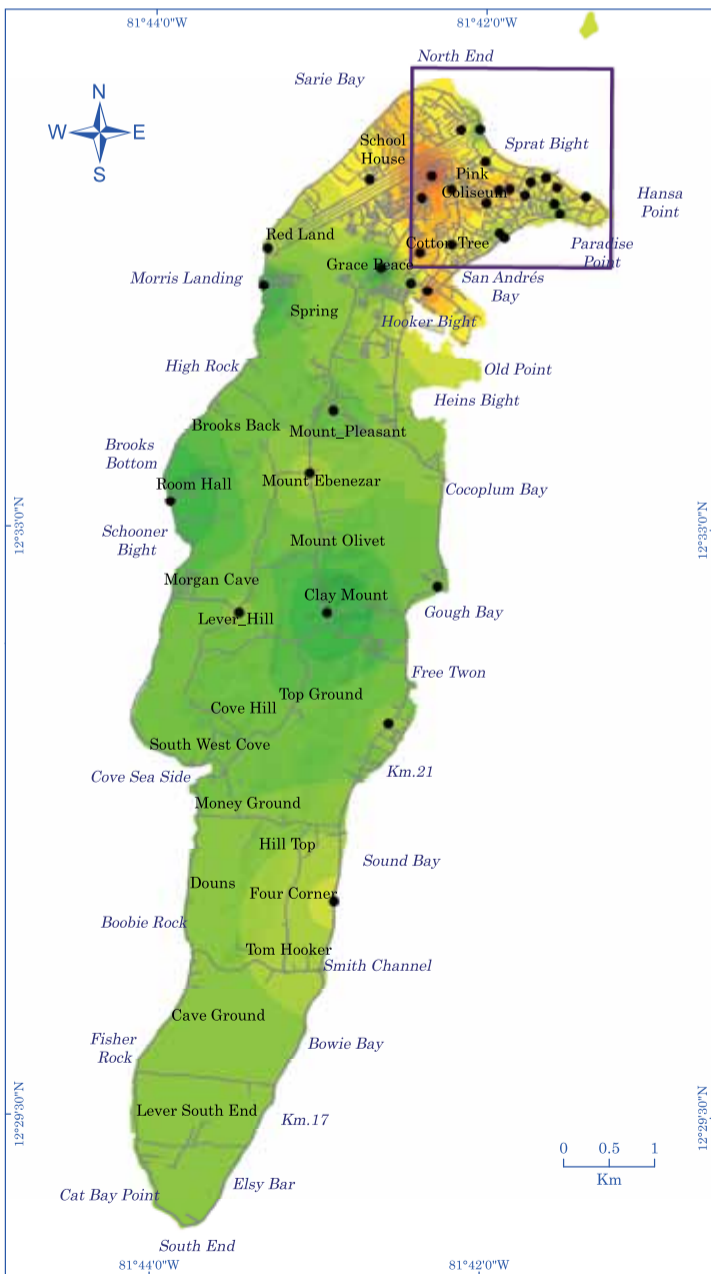 81°44'0"W
81°42'0"W
North End
Sarie Bay
N
W
E
S
School
House
Sprat Bight
Pink
Coliseum
Hansa
Point
Red Land
Cotton Tree
Paradise
Point
Grace Peace
Morris Landing
San Andrés
Bay
Spring
Hooker Bight
High Rock
Old Point
Heins Bight
Brooks Back
Mount_Pleasant
Brooks
Bottom
Room Hall
Mount Ebenezar
Cocoplum Bay
12°33'0"N
12°33'0"N
Schooner
Bight
Mount Olivet
Morgan Cave
Clay Mount
Lever_Hill
Gough Bay
Free Twon
Top Ground
Cove Hill
South West Cove
Cove Sea Side
Km.21
Money Ground
Hill Top
Sound Bay
Douns
Four Corner
Boobie Rock
Tom Hooker
Smith Channel
Cave Ground
Fisher
Rock
Bowie Bay
Lever South End
Km.17
12°29'30"N
12°29'30"N
0 0.5 1
Km
Cat Bay Point
Elsy Bar
South End
81°44'0"W
81°42'0"W